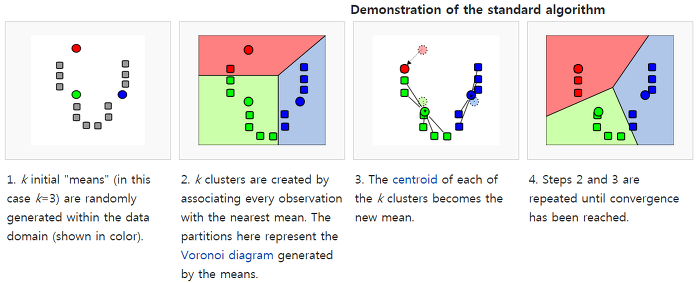 Demonstration of the standard algorithm
1. k initial "means" (in this
case k=3) are randomly
generated within the data
domain (shown in color).
2. k clusters are created by
associating every observation
with the nearest mean. The
partitions here represent the
Voronoi diagram generated
by the means.
3. The centroid of each of
the k clusters becomes the
new mean.
4. Steps 2 and 3 are
repeated until convergence
has been reached.